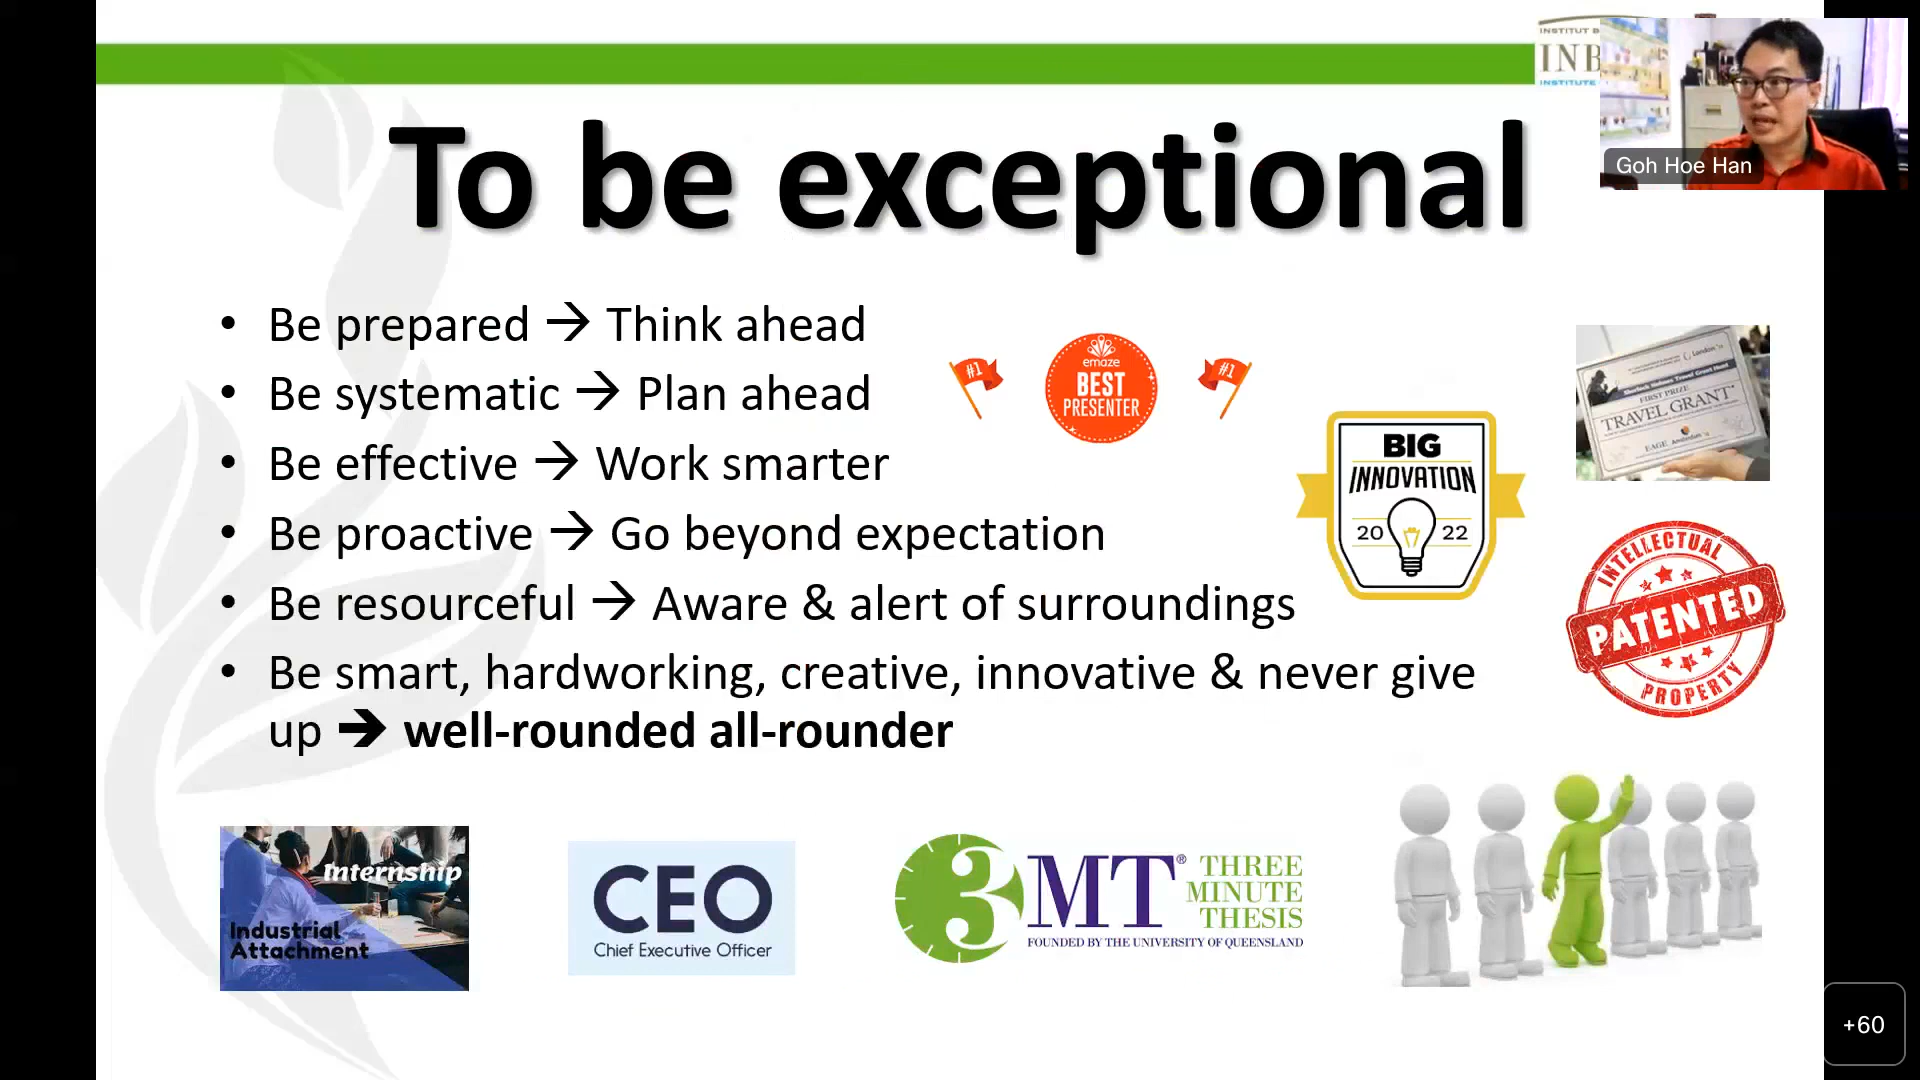 INSTITUT B
INB
INSTITUTE
Goh Hoe Han
To be exceptional
• Be prepared → Think ahead
• Be systematic → Plan ahead
• Be effective → Work smarter
• Be proactive → Go beyond expectation
• Be resourceful → Aware & alert of surroundings
• Be smart, hardworking, creative, innovative & never give
up → well-rounded all-rounder
#1
emaze
BEST
PRESENTER
#1
BIG
INNOVATION
20 22
London '13
FIRST PRIZE
TRAVEL GRANT
EAGE
INTELLECTUAL
PATENTED
PROPERTY
Internship
Industrial
Attachment
CEO
Chief Executive Officer
3MT® THREE
MINUTE
THESIS
FOUNDED BY THE UNIVERSITY OF QUEENSLAND
+60